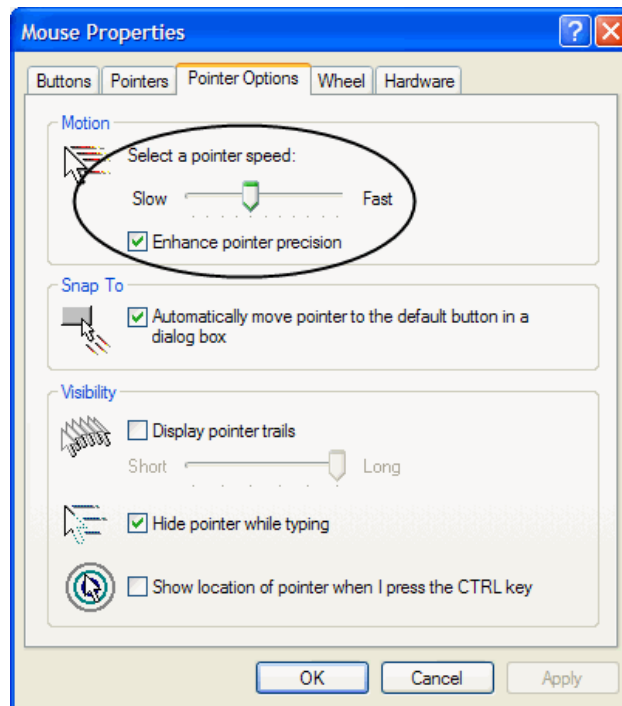 Mouse Properties
Buttons Pointers Pointer Options Wheel Hardware
Motion
Select a pointer speed:
Slow Fast
Enhance pointer precision
Snap To
Automatically move pointer to the default button in a
dialog box
Visibility
Display pointer trails
Short Long
Hide pointer while typing
Show location of pointer when I press the CTRL key
OK Cancel Apply